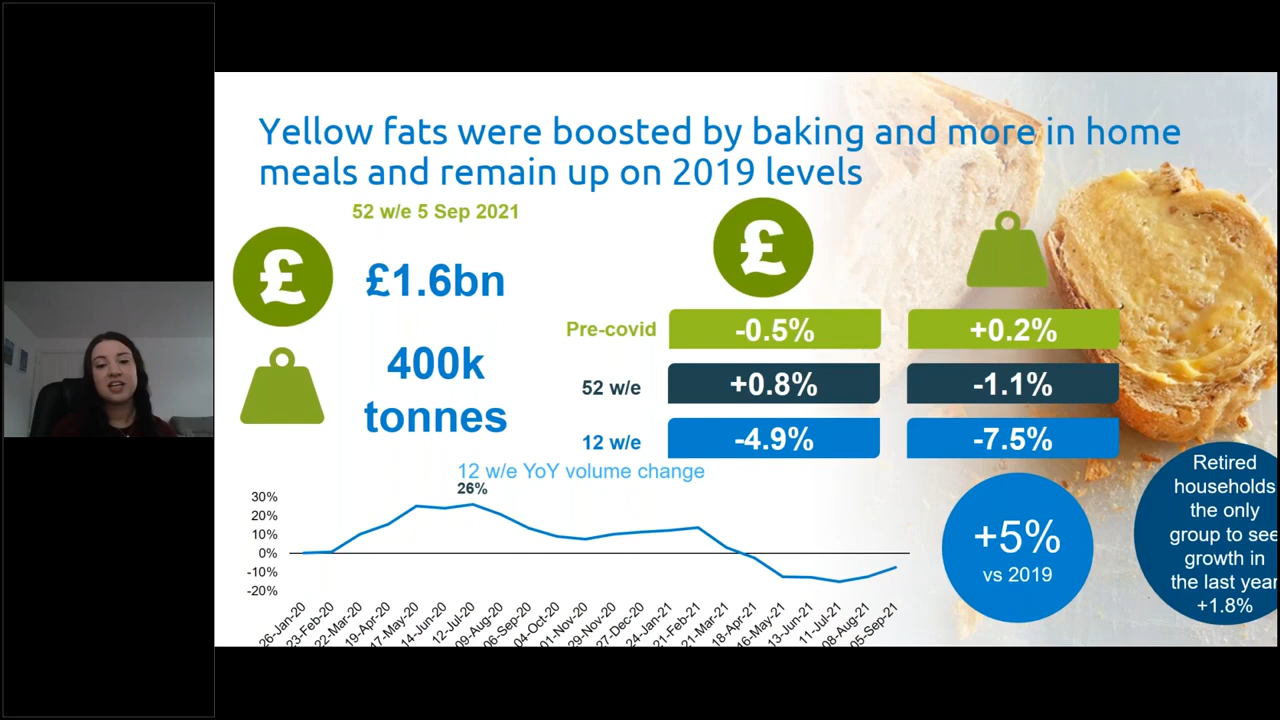 Yellow fats were boosted by baking and more in home
meals and remain up on 2019 levels
52 w/e 5 Sep 2021
£
£1.6bn
400k
tonnes
£
Pre-covid -0.5% +0.2%
52 w/e +0.8% -1.1%
12 w/e -4.9% -7.5%
12 w/e YoY volume change
26%
30%
20%
10%
0%
-10%
-20%
26-Jan-20
23-Feb-20
22-Mar-20
19-Apr-20
17-May-20
14-Jun-20
12-Jul-20
09-Aug-20
06-Sep-20
04-Oct-20
01-Nov-20
29-Nov-20
27-Dec-20
24-Jan-21
21-Feb-21
21-Mar-21
18-Apr-21
16-May-21
13-Jun-21
11-Jul-21
08-Aug-21
05-Sep-21
+5%
vs 2019
Retired
households
the only
group to see
growth in
the last year
+1.8%